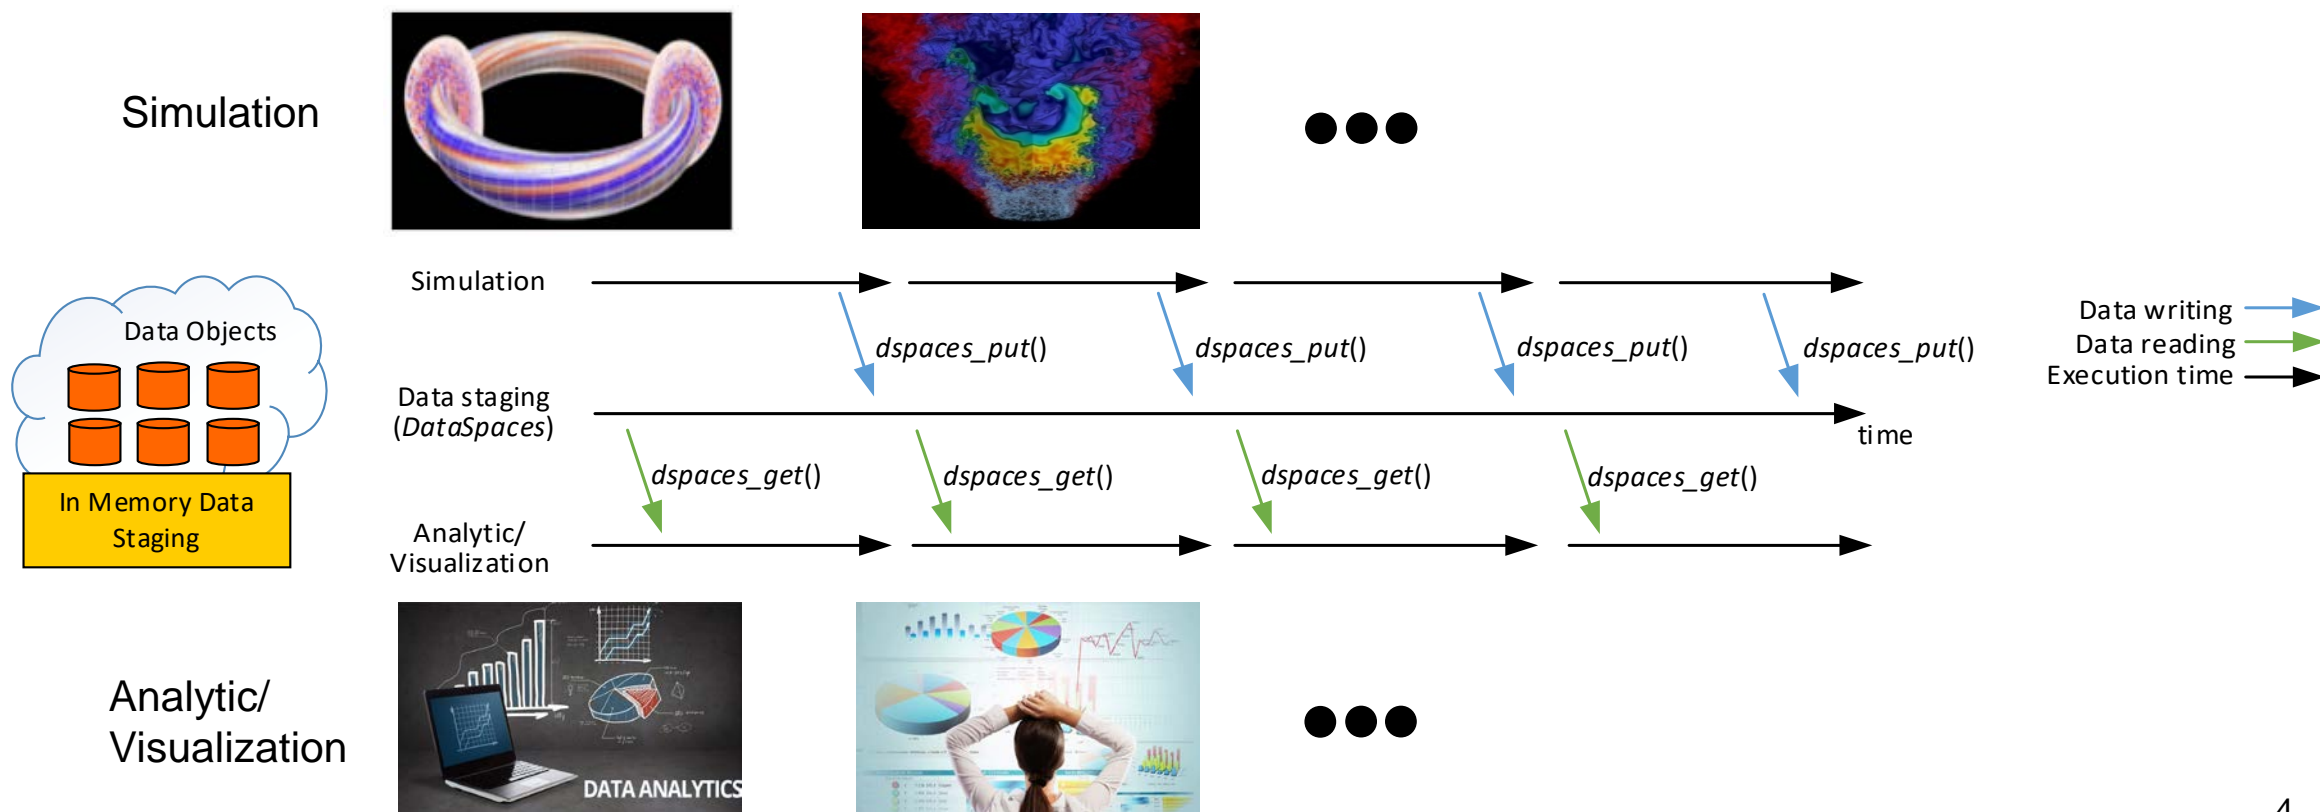 Simulation
Simulation
Data Objects
In Memory Data
Staging
dspaces_put()
dspaces_put()
dspaces_put()
dspaces_put()
Data writing
Data reading
Execution time
Data staging
(DataSpaces)
time
dspaces_get()
dspaces_get()
dspaces_get()
dspaces_get()
Analytic/
Visualization
Analytic/
Visualization
DATA ANALYTICS
4